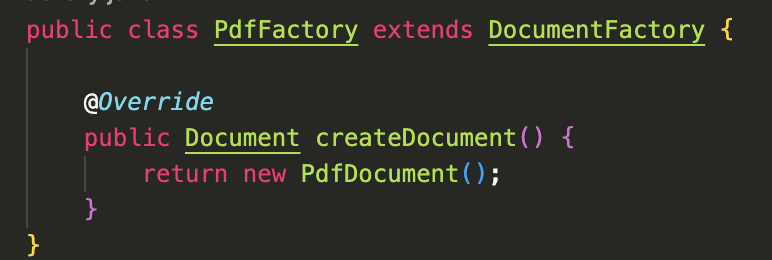 public class PdfFactory extends DocumentFactory {
@Override
public Document createDocument() {
return new PdfDocument();
}
}